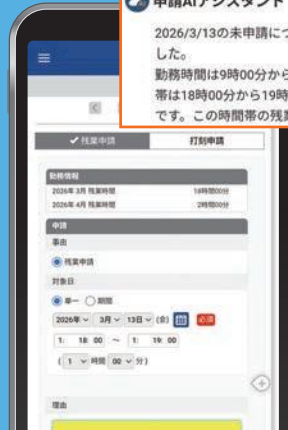 申請AIアシスタント
2026/3/13の未申請につ
した。
勤務時間は9時00分から
帯は18時00分から19時
です。この時間帯の残業
✔残業申請
打刻申請
勤務情報
2026年 3月 残業時間 18時間00分
2026年 4月 残業時間 2時間00分
申請
事由
残業申請
対象日
単一 期間
2026年 3月 13日 (金) 必須
1: 18: 00 ～ 1: 19: 00
( 1 時間 00 分)
理由